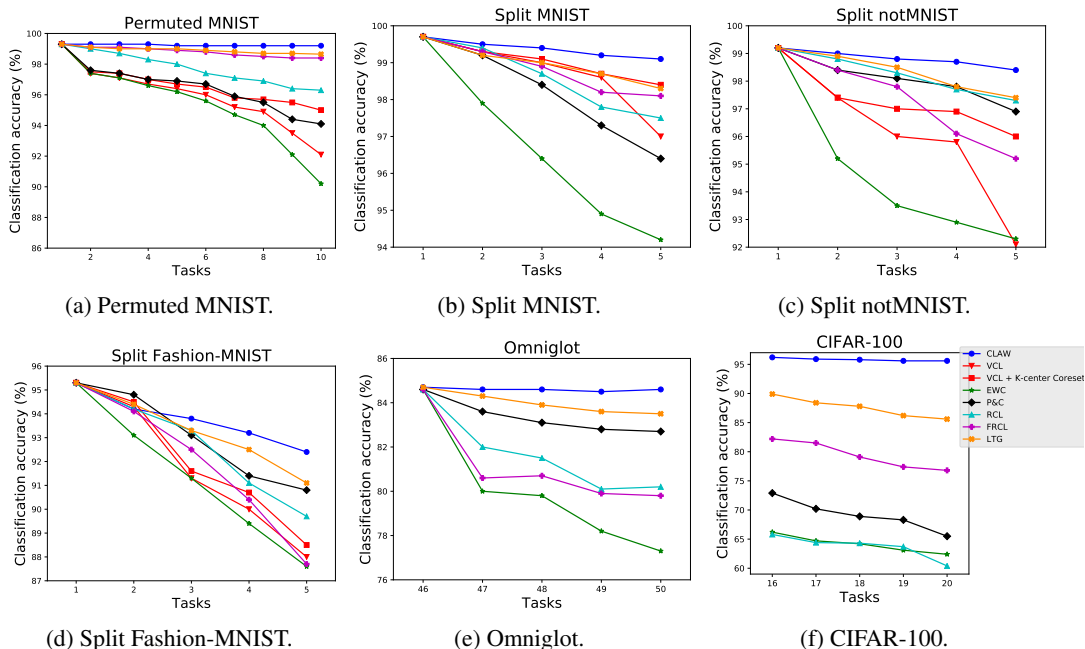 Permuted MNIST
Classification accuracy (%)
100
98
96
94
92
90
88
86
2
4
6
8
10
Tasks
(a) Permuted MNIST.
Split MNIST
Classification accuracy (%)
100
99
98
97
96
95
94
1
2
3
4
5
Tasks
(b) Split MNIST.
Split notMNIST
Classification accuracy (%)
100
99
98
97
96
95
94
93
92
1
2
3
4
5
Tasks
(c) Split notMNIST.
Split Fashion-MNIST
Classification accuracy (%)
96
95
94
93
92
91
90
89
88
87
1
2
3
4
5
Tasks
(d) Split Fashion-MNIST.
Omniglot
Classification accuracy (%)
86
84
82
80
78
76
46
47
48
49
50
Tasks
(e) Omniglot.
CIFAR-100
Classification accuracy (%)
95
90
85
80
75
70
65
60
16
17
18
19
20
Tasks
CLAW
VCL
VCL + K-center Coreset
EWC
P&C
RCL
FRCL
LTG
(f) CIFAR-100.